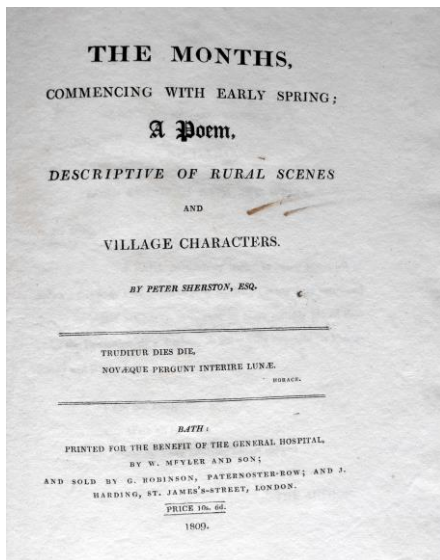 THE MONTHS,
COMMENCING WITH EARLY SPRING;
A Poem,
DESCRIPTIVE OF RURAL SCENES
AND
VILLAGE CHARACTERS.
BY PETER SHERSTON, ESQ.
TRUDITUR DIES DIE,
NOVÆQUE PERGUNT INTERIRE LUNÆ.
HORACE.
BATH:
PRINTED FOR THE BENEFIT OF THE GENERAL HOSPITAL,
BY W. MEYLER AND SON;
AND SOLD BY G. ROBINSON, PATERNOSTER-ROW; AND J.
HARDING, ST. JAMES'S-STREET, LONDON.
PRICE 10s. 6d.
1809.